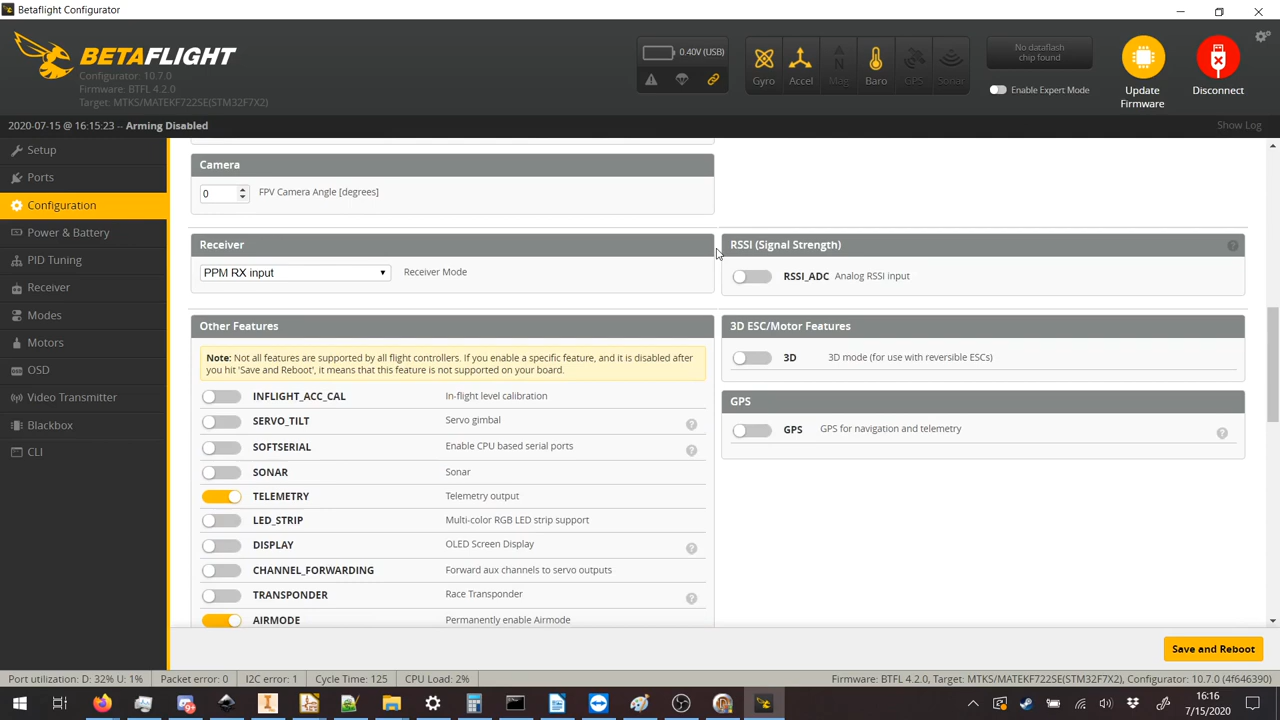 Betaflight Configurator
BETAFLIGHT
Configurator: 10.7.0
Firmware: BTFL 4.2.0
Target: MTKS/MATEKF722SE(STM32F7X2)
0.40V (USB)
Gyro
Accel
Mag
Baro
GPS
Sonar
No dataflash
chip found
Enable Expert Mode
Update
Firmware
Disconnect
2020-07-15 @ 16:15:23 -- Arming Disabled
Show Log
Setup
Ports
Configuration
Power & Battery
PID Tuning
Receiver
Modes
Motors
OSD
Video Transmitter
Blackbox
CLI
Camera
0 FPV Camera Angle [degrees]
Receiver
PPM RX input Receiver Mode
RSSI (Signal Strength)
RSSI_ADC Analog RSSI input
Other Features
Note: Not all features are supported by all flight controllers. If you enable a specific feature, and it is disabled after
you hit 'Save and Reboot', it means that this feature is not supported on your board.
INFLIGHT_ACC_CAL In-flight level calibration
SERVO_TILT Servo gimbal
SOFTSERIAL Enable CPU based serial ports
SONAR Sonar
TELEMETRY Telemetry output
LED_STRIP Multi-color RGB LED strip support
DISPLAY OLED Screen Display
CHANNEL_FORWARDING Forward aux channels to servo outputs
TRANSPONDER Race Transponder
AIRMODE Permanently enable Airmode
3D ESC/Motor Features
3D 3D mode (for use with reversible ESCs)
GPS
GPS GPS for navigation and telemetry
Save and Reboot
Port utilization: D: 32% U: 1% Packet error: 0 I2C error: 1 Cycle Time: 125 CPU Load: 2% Firmware: BTFL 4.2.0, Target: MTKS/MATEKF722SE(STM32F7X2), Configurator: 10.7.0 (4f646390)
16:16
7/15/2020